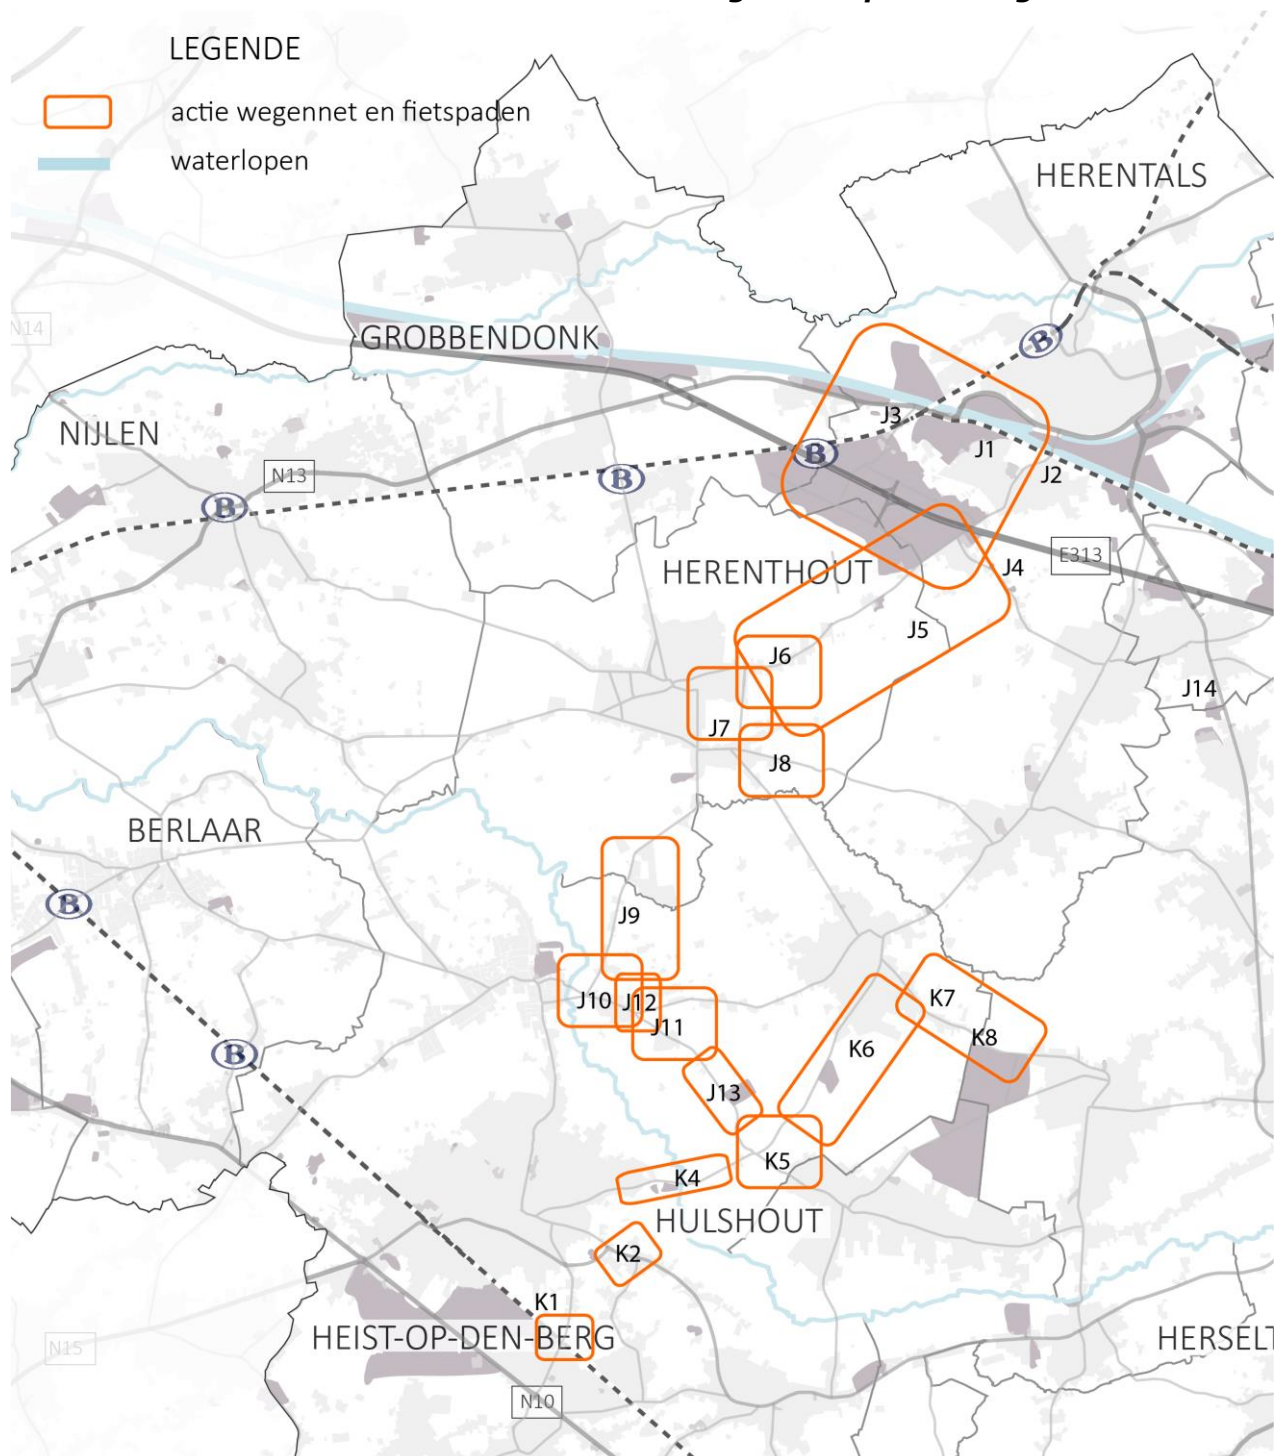 LEGENDE
actie wegennet en fietspaden
waterlopen
HERENTALS
N14
GROBBENDONK
B
NIJLEN
J3
J1
B
N13
B
J2
B
E313
HERENTHOUT
J4
J5
J6
J14
J7
J8
BERLAAR
B
J9
J10
J12
J11
K7
K8
K6
B
J13
K5
K4
HULSHOUT
K2
K1
HEIST-OP-DEN-BERG
HERSELT
N15
N10